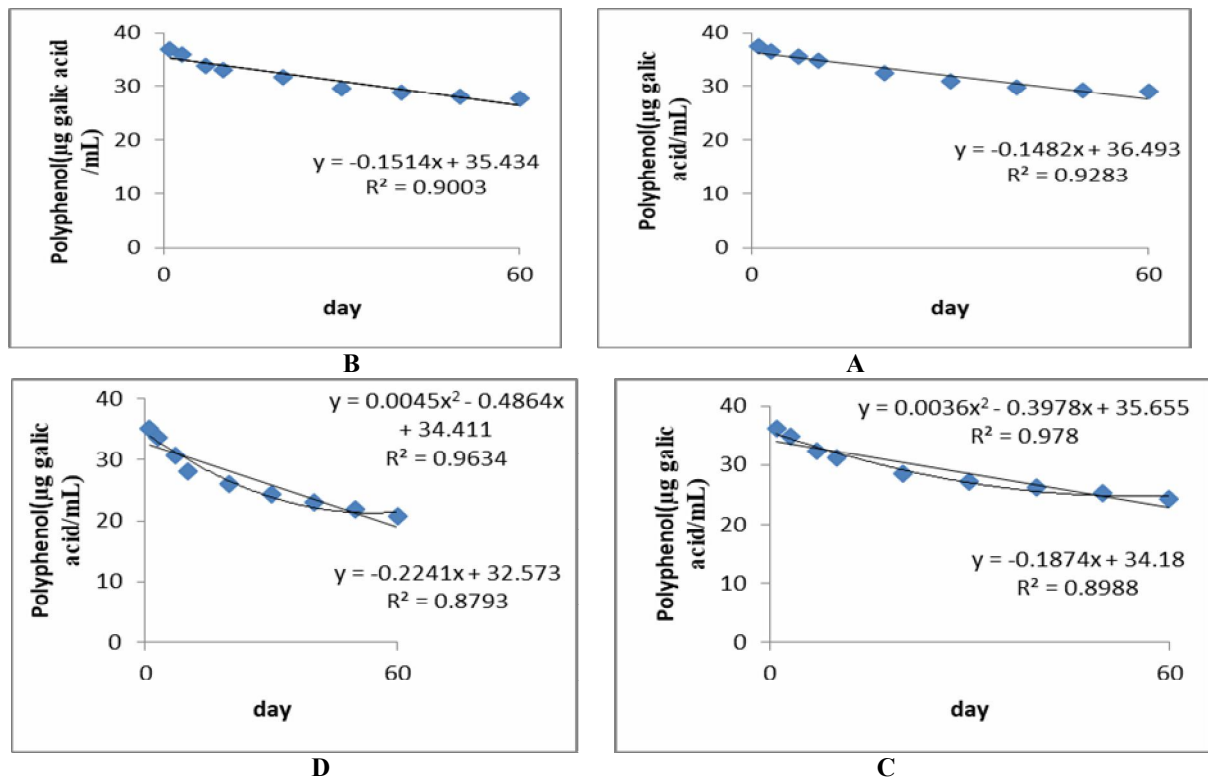 40
30
20
10
0
0
60
Polyphenol(µg galic acid
/mL)
y = -0.1514x + 35.434
R² = 0.9003
day
B
40
30
20
10
0
0
60
Polyphenol(µg galic
acid/mL)
y = -0.1482x + 36.493
R² = 0.9283
day
A
40
30
20
10
0
0
60
Polyphenol(µg galic
acid/mL)
y = 0.0045x² - 0.4864x
+ 34.411
R² = 0.9634
y = -0.2241x + 32.573
R² = 0.8793
day
D
40
30
20
10
0
0
60
Polyphenol(µg galic
acid/mL)
y = 0.0036x² - 0.3978x + 35.655
R² = 0.978
y = -0.1874x + 34.18
R² = 0.8988
day
C